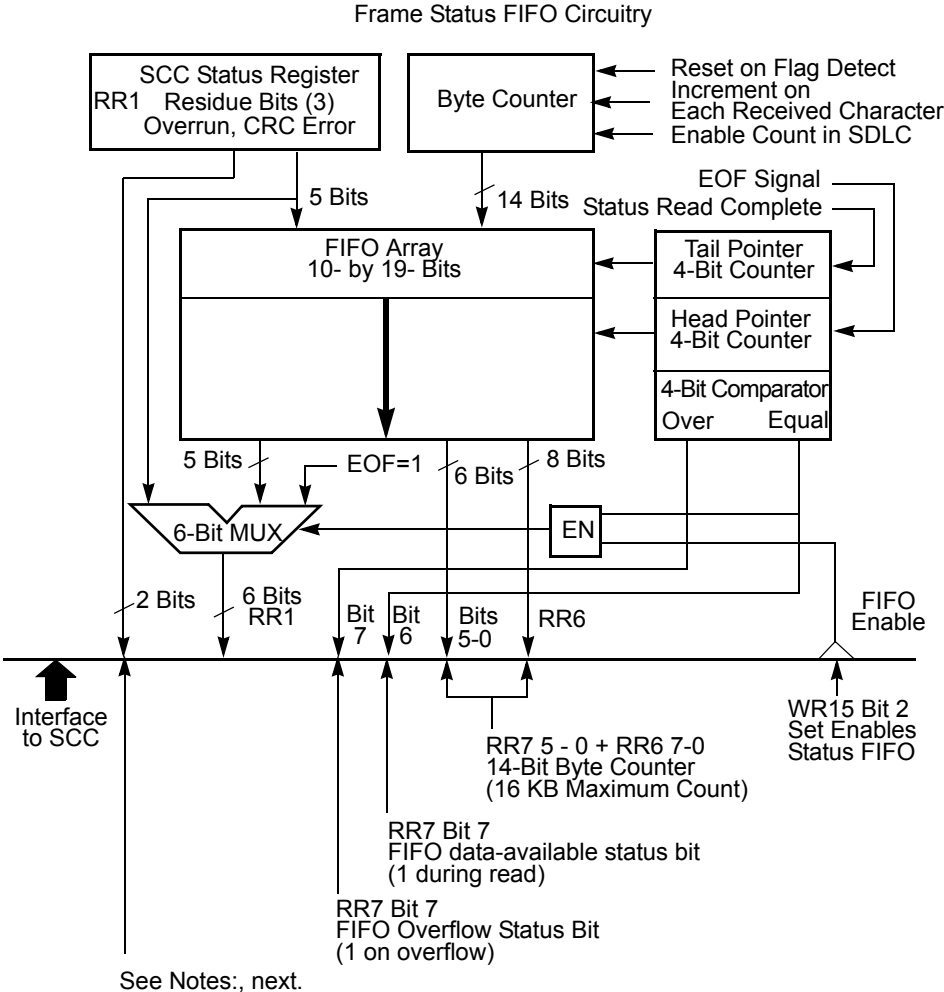 Frame Status FIFO Circuitry
SCC Status Register
RR1
Residue Bits (3)
Overrun, CRC Error
Byte Counter
Reset on Flag Detect
Increment on
Each Received Character
Enable Count in SDLC
5 Bits
14 Bits
EOF Signal
Status Read Complete
FIFO Array
10- by 19- Bits
Tail Pointer
4-Bit Counter
Head Pointer
4-Bit Counter
4-Bit Comparator
Over
Equal
5 Bits
EOF=1
6 Bits
8 Bits
6-Bit MUX
EN
2 Bits
6 Bits
RR1
Bit
7
Bit
6
Bits
5-0
RR6
FIFO
Enable
Interface
to SCC
RR7 5 - 0 + RR6 7-0
14-Bit Byte Counter
(16 KB Maximum Count)
WR15 Bit 2
Set Enables
Status FIFO
RR7 Bit 7
FIFO data-available status bit
(1 during read)
RR7 Bit 7
FIFO Overflow Status Bit
(1 on overflow)
See Notes:, next.